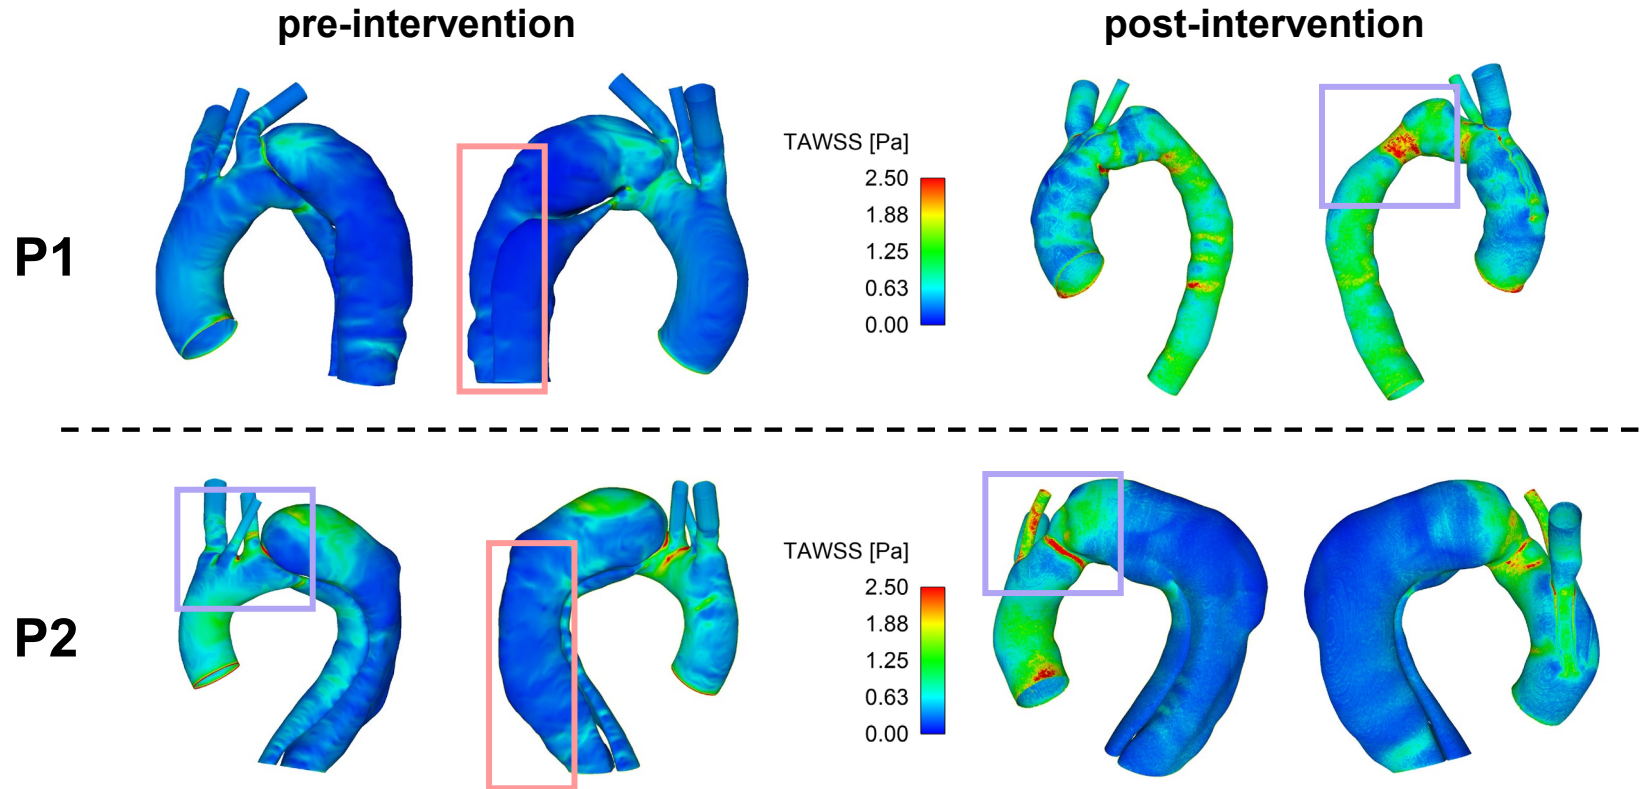 pre-intervention
post-intervention
P1
TAWSS [Pa]
2.50
1.88
1.25
0.63
0.00
P2
TAWSS [Pa]
2.50
1.88
1.25
0.63
0.00